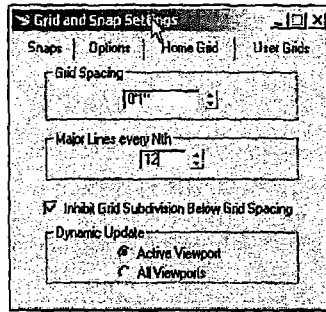 Grid and Snap Settings
Snaps Options Home Grid User Grids
Grid Spacing
0'1"
Major Lines every Nth
12
Inhibit Grid Subdivision Below Grid Spacing
Dynamic Update
Active Viewport
All Viewports